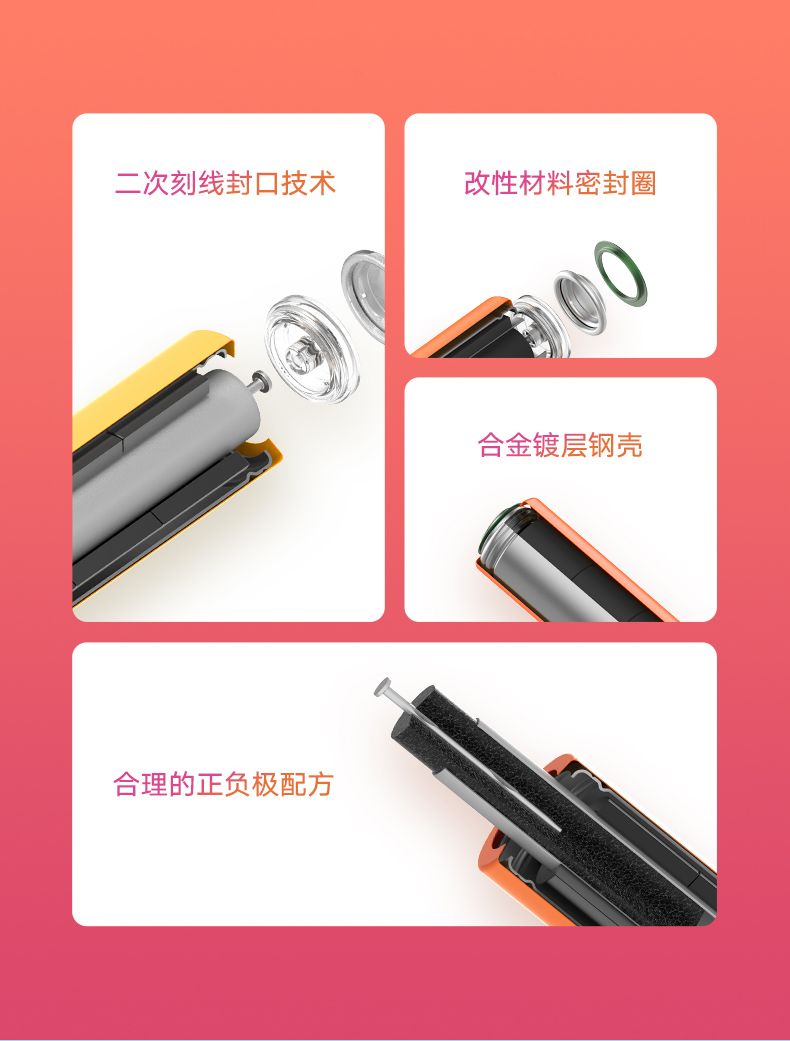 二次刻线封口技术
改性材料密封圈
合金镀层钢壳
合理的正负极配方